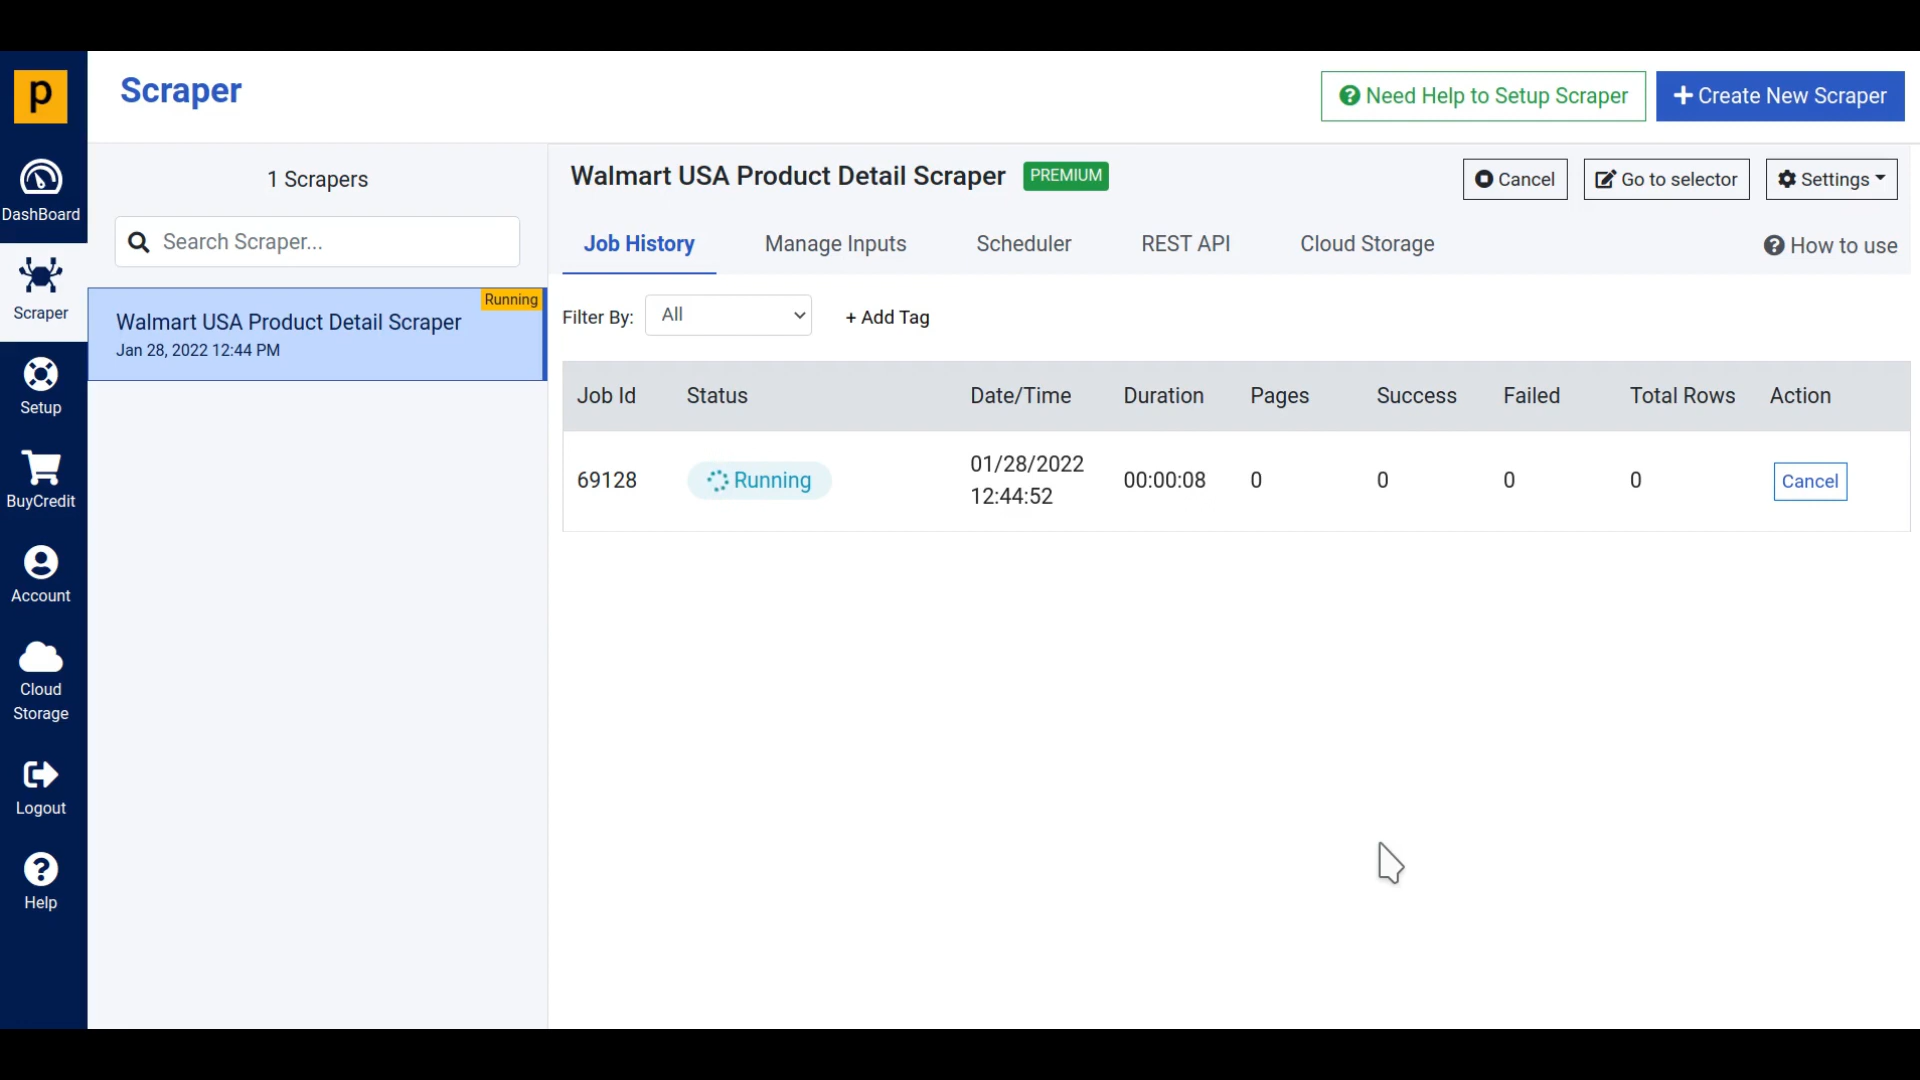 p
Scraper
Need Help to Setup Scraper
+ Create New Scraper
DashBoard
Scraper
Setup
BuyCredit
Account
Cloud
Storage
Logout
Help
1 Scrapers
Search Scraper...
Running
Walmart USA Product Detail Scraper
Jan 28, 2022 12:44 PM
Walmart USA Product Detail Scraper PREMIUM
Cancel
Go to selector
Settings
Job History Manage Inputs Scheduler REST API Cloud Storage
How to use
Filter By: All + Add Tag
Job Id Status Date/Time Duration Pages Success Failed Total Rows Action
69128 Running 01/28/2022 12:44:52 00:00:08 0 0 0 0 Cancel